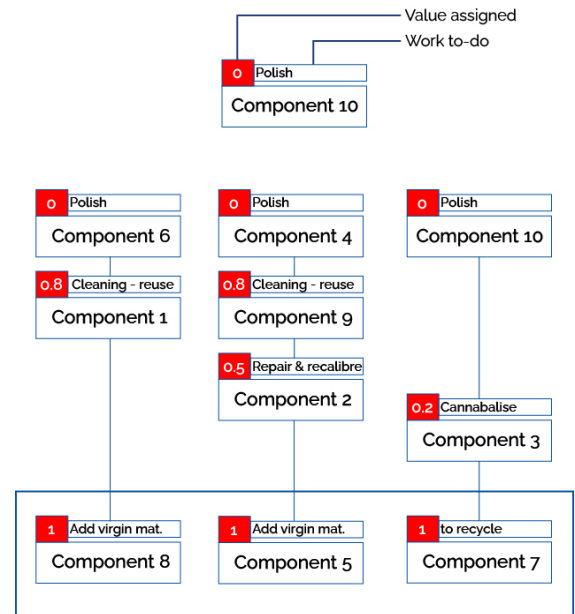 Value assigned
Work to-do
0 Polish
Component 10
0 Polish
Component 6
0.8 Cleaning - reuse
Component 1
0 Polish
Component 4
0.8 Cleaning - reuse
Component 9
0.5 Repair & recalibre
Component 2
0 Polish
Component 10
0.2 Cannabalise
Component 3
1 Add virgin mat.
Component 8
1 Add virgin mat.
Component 5
1 to recycle
Component 7